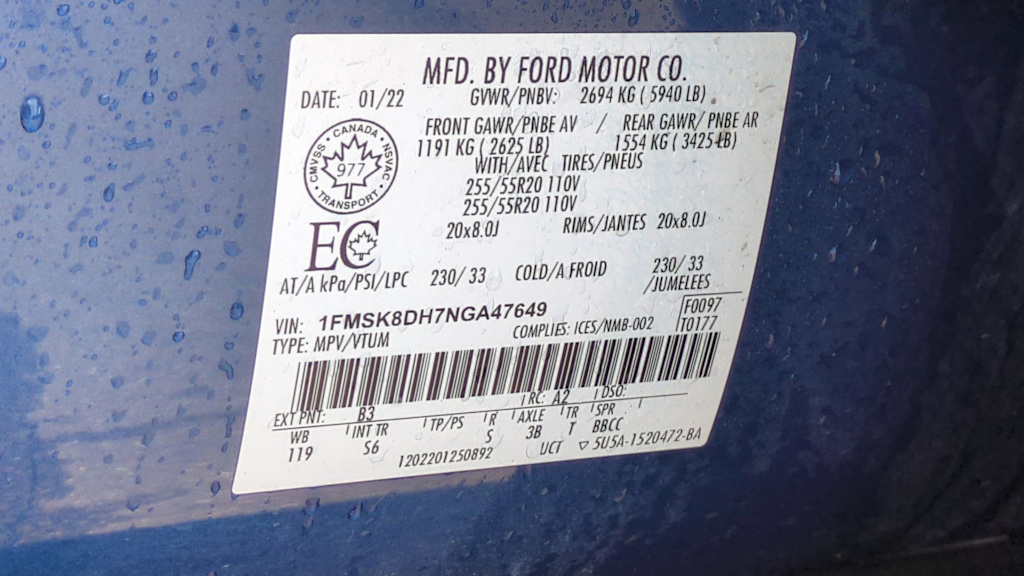 MFD. BY FORD MOTOR CO.
DATE: 01/22 GVWR/PNBV: 2694 KG ( 5940 LB)
FRONT GAWR/PNBE AV / REAR GAWR/ PNBE AR
1191 KG ( 2625 LB) 1554 KG ( 3425 LB)
WITH/AVEC TIRES/PNEUS
255/55R20 110V
255/55R20 110V
20x8.0J RIMS/JANTES 20x8.0J
CANADA
CMVSS NSVAC
977
TRANSPORT
EC
AT/A kPa/PSI/LPC 230/ 33 COLD/A FROID 230/ 33
/JUMELEES
VIN: 1FMSK8DH7NGA47649 F0097
TYPE: MPV/VTUM COMPLIES: ICES/NMB-002 T0177
EXT PNT: B3 RC: A2 DSO:
WB INT TR TP/PS R AXLE TR SPR
119 S6 S 3B T BBCC
1202201250892 UCT ▽ 5U5A-1520472-BA